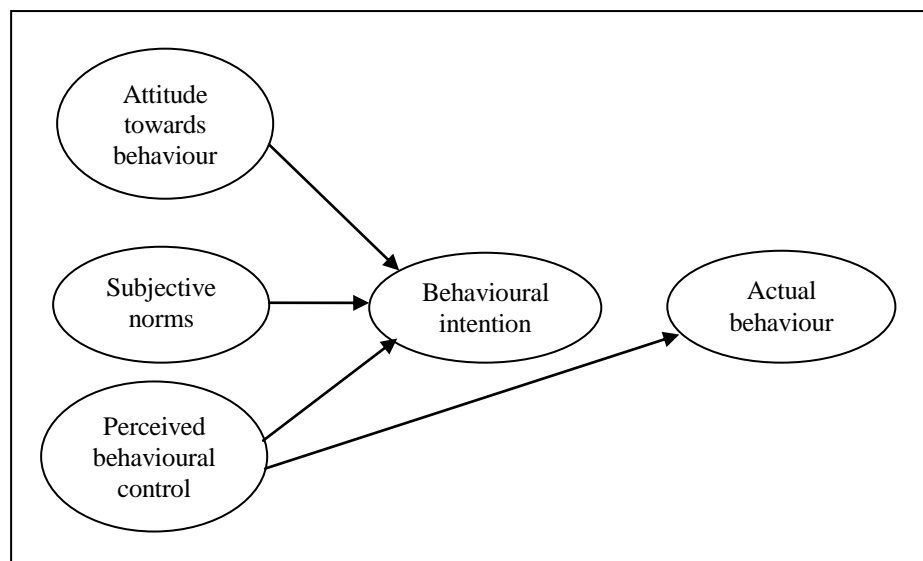 Attitude
towards
behaviour
Subjective
norms
Behavioural
intention
Actual
behaviour
Perceived
behavioural
control